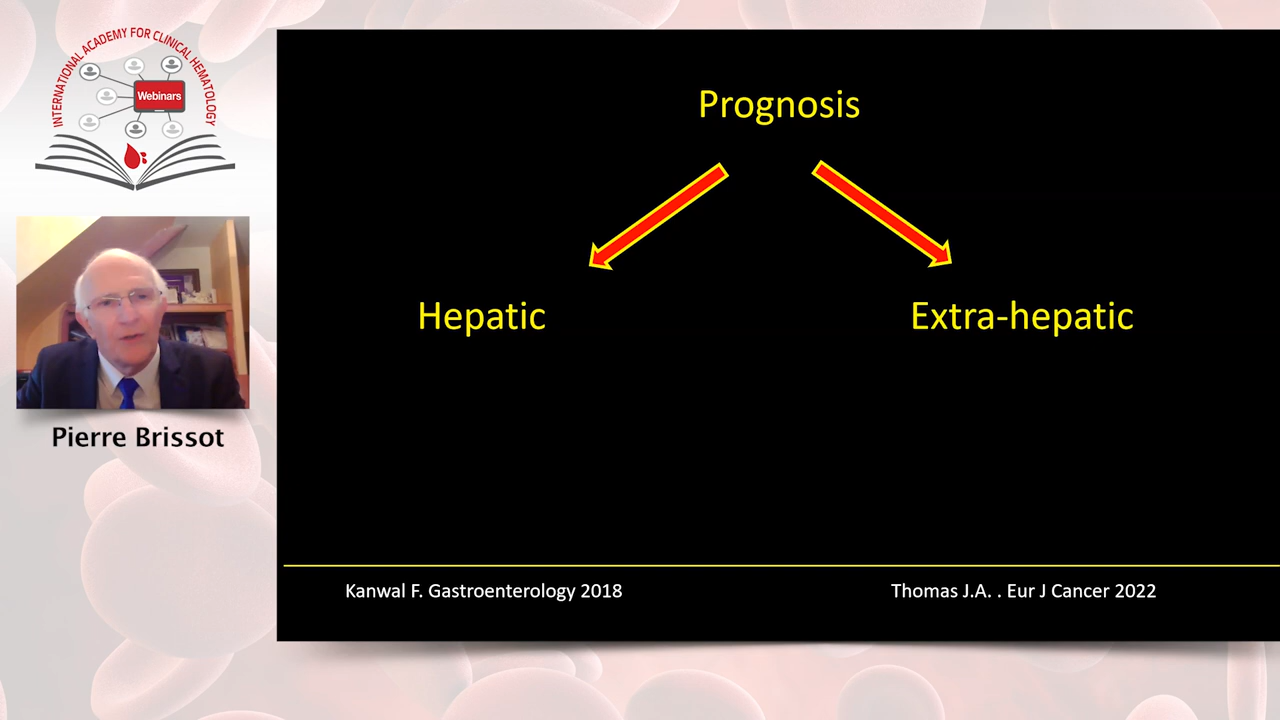 INTERNATIONAL ACADEMY FOR CLINICAL HEMATOLOGY
Webinars
Pierre Brissot
Prognosis
Hepatic
Extra-hepatic
Kanwal F. Gastroenterology 2018
Thomas J.A. . Eur J Cancer 2022